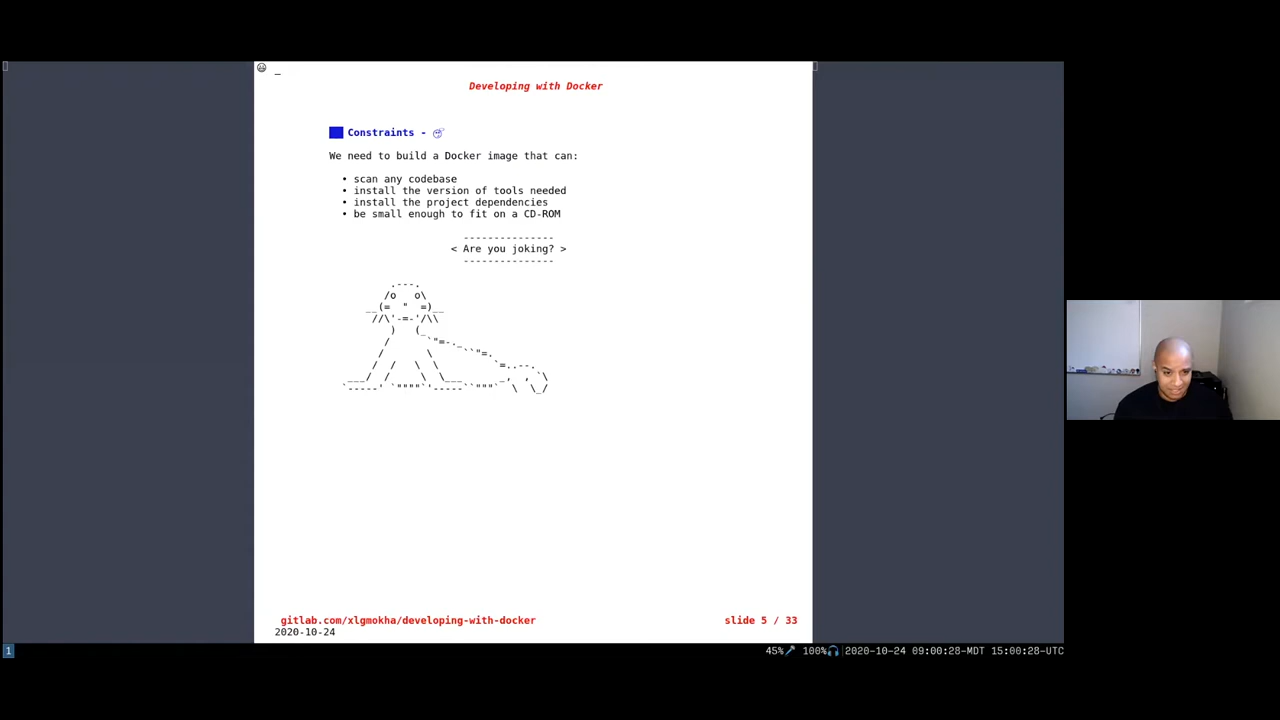 Developing with Docker
Constraints - 😴
We need to build a Docker image that can:
• scan any codebase
• install the version of tools needed
• install the project dependencies
• be small enough to fit on a CD-ROM
---------------
< Are you joking? >
---------------
gitlab.com/xlgmokha/developing-with-docker
slide 5 / 33
2020-10-24
1
45% 100% 2020-10-24 09:00:28-MDT 15:00:28-UTC